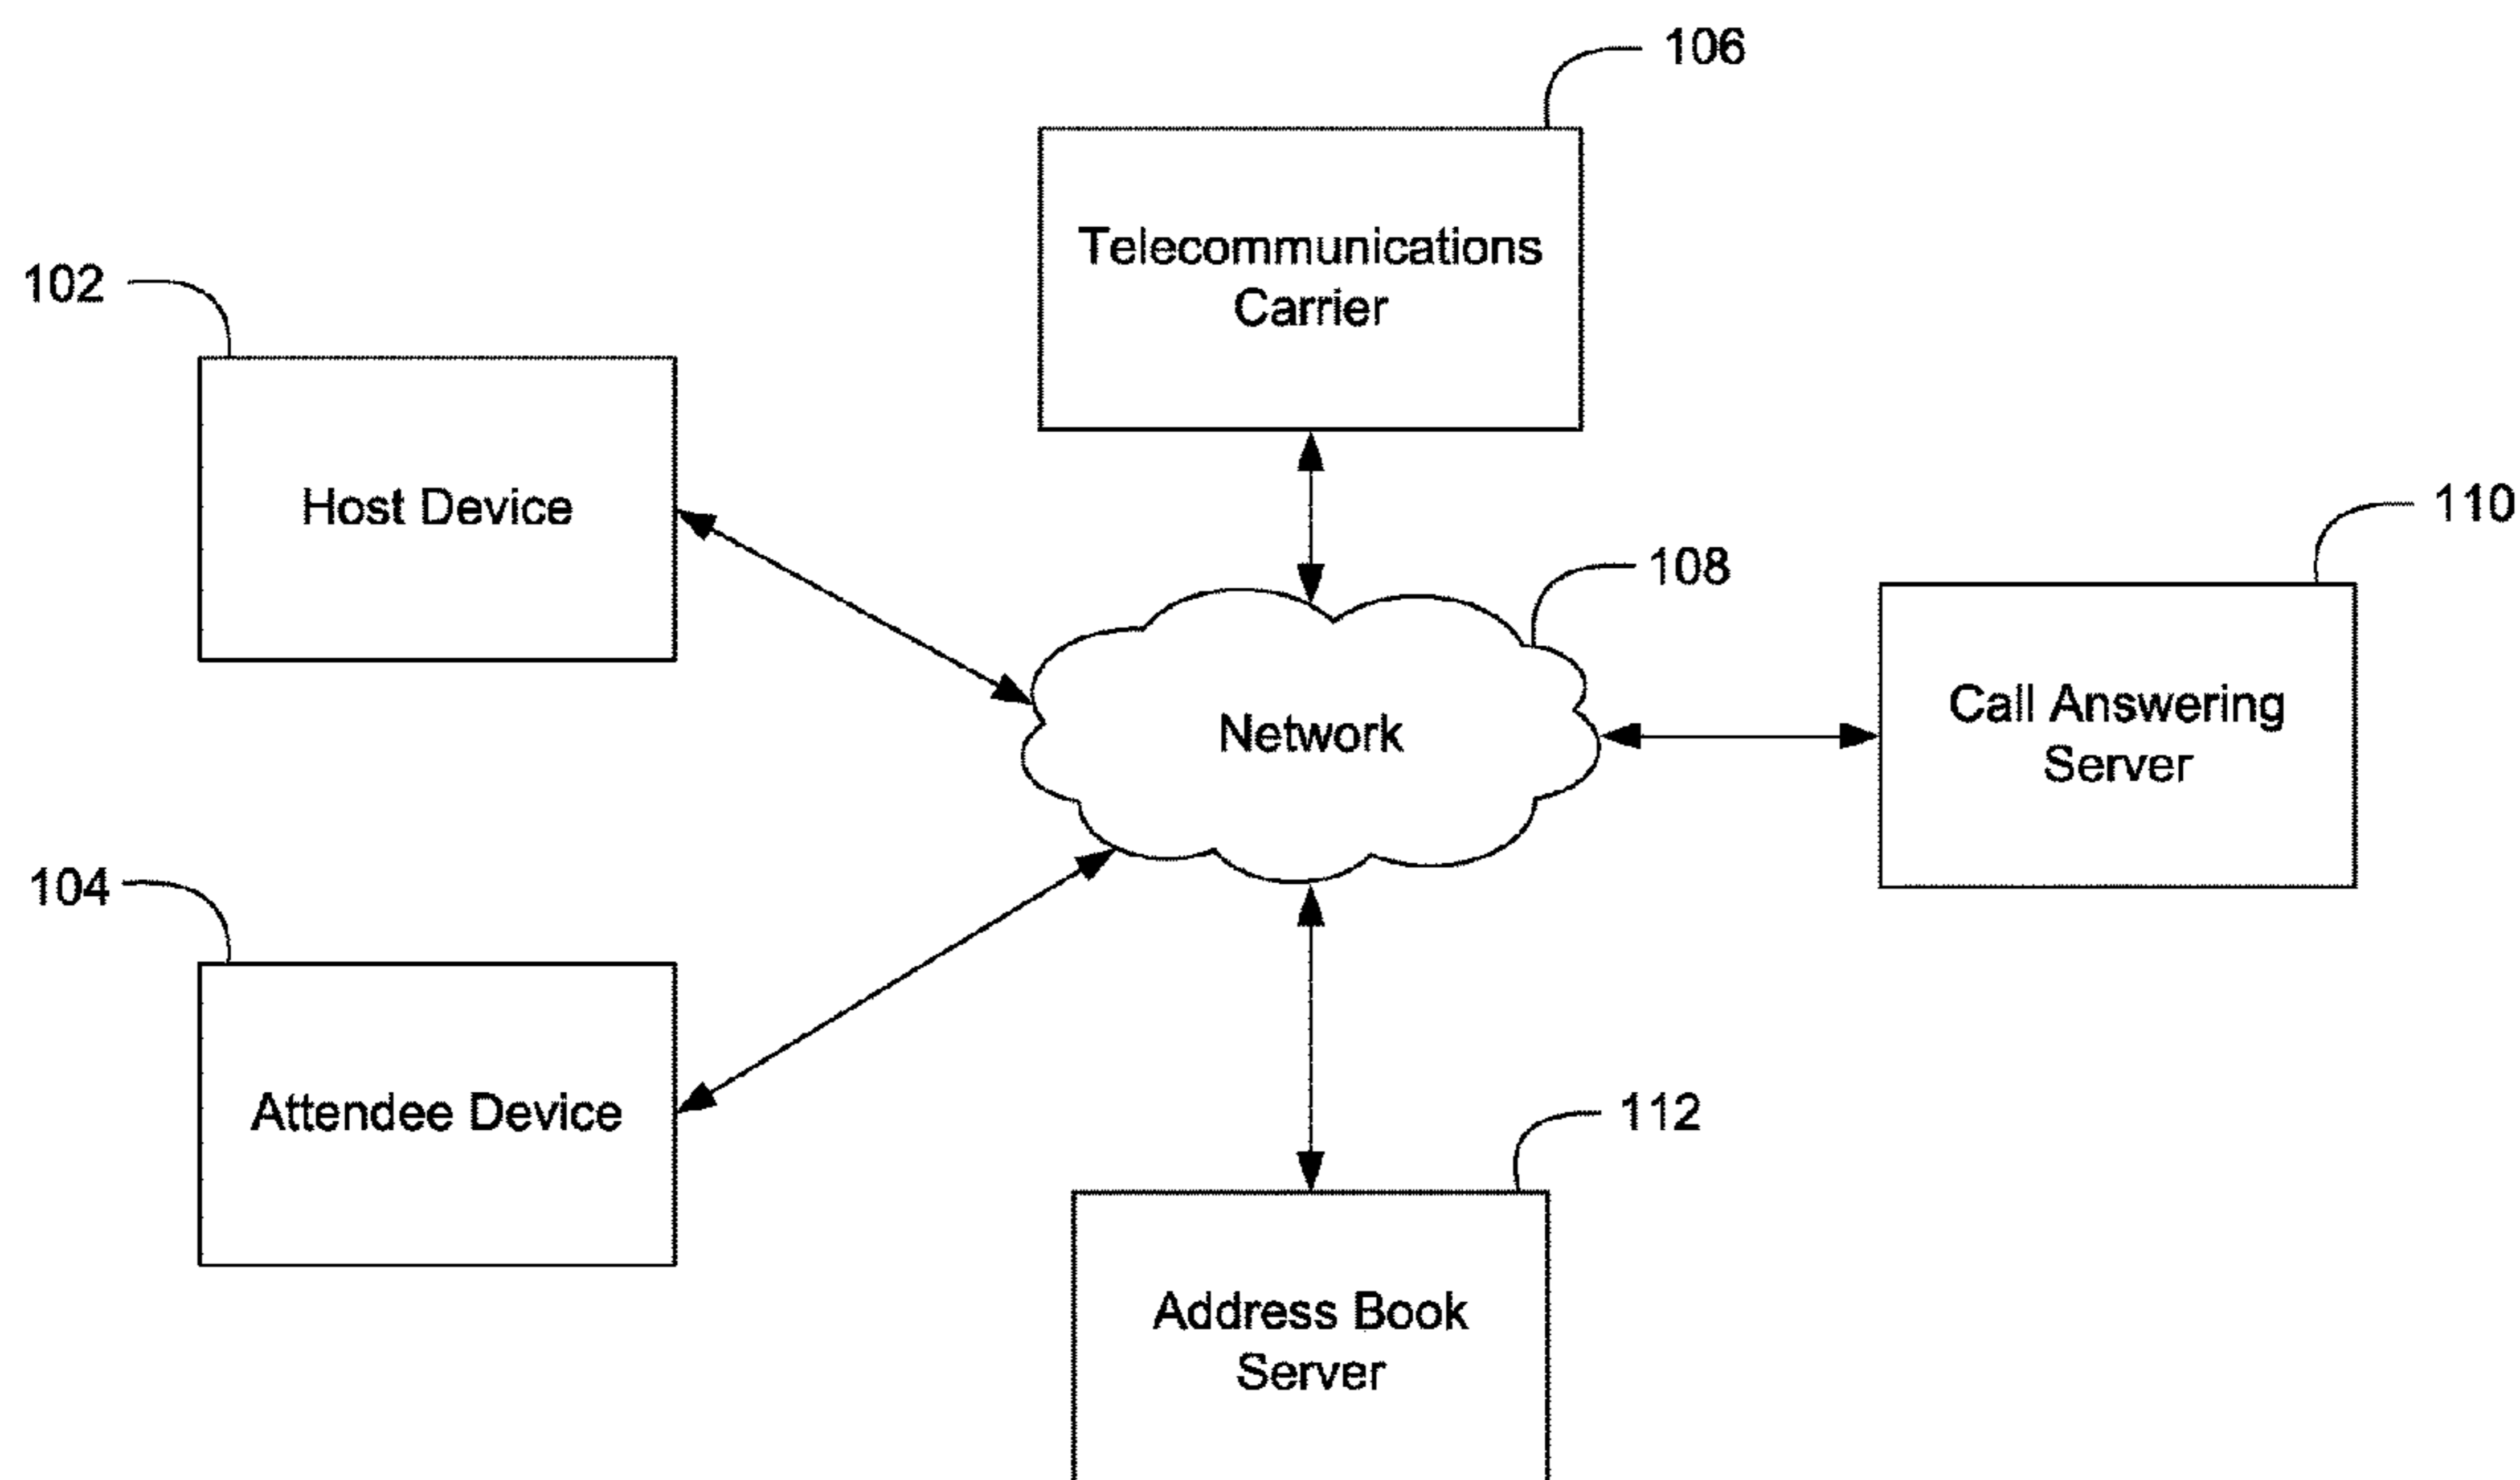 106
Telecommunications
Carrier
102
Host Device
110
108
Network
Call Answering
Server
104
Attendee Device
112
Address Book
Server